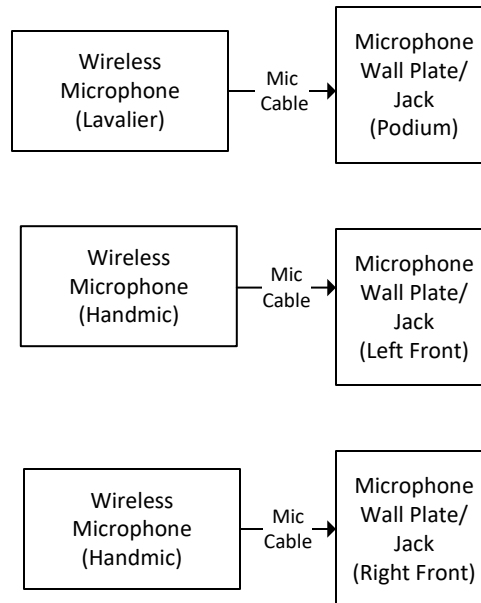 Wireless
Microphone
(Lavalier)
Mic
Cable
Microphone
Wall Plate/
Jack
(Podium)
Wireless
Microphone
(Handmic)
Mic
Cable
Microphone
Wall Plate/
Jack
(Left Front)
Wireless
Microphone
(Handmic)
Mic
Cable
Microphone
Wall Plate/
Jack
(Right Front)